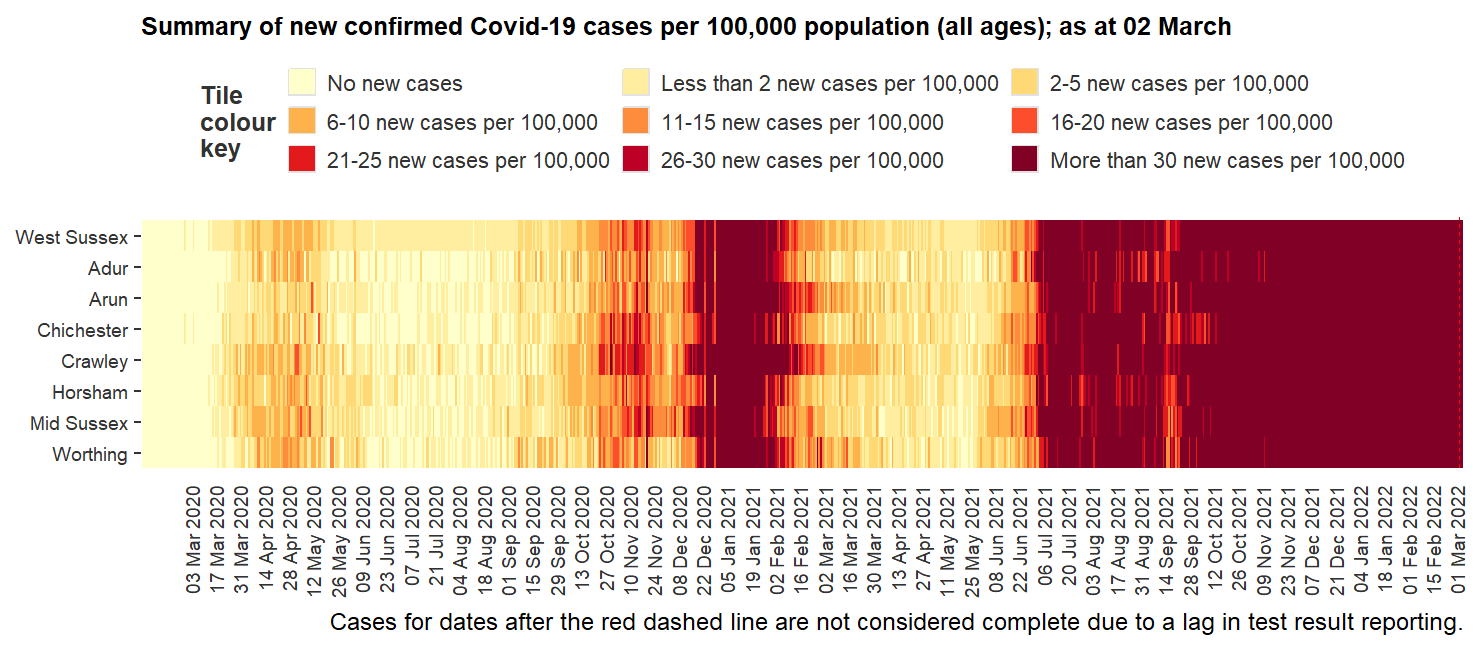 Summary of new confirmed Covid-19 cases per 100,000 population (all ages); as at 02 March
Tile
colour
key
No new cases
Less than 2 new cases per 100,000
2-5 new cases per 100,000
6-10 new cases per 100,000
11-15 new cases per 100,000
16-20 new cases per 100,000
21-25 new cases per 100,000
26-30 new cases per 100,000
More than 30 new cases per 100,000
West Sussex
Adur
Arun
Chichester
Crawley
Horsham
Mid Sussex
Worthing
03 Mar 2020
17 Mar 2020
31 Mar 2020
14 Apr 2020
28 Apr 2020
12 May 2020
26 May 2020
09 Jun 2020
23 Jun 2020
07 Jul 2020
21 Jul 2020
04 Aug 2020
18 Aug 2020
01 Sep 2020
15 Sep 2020
29 Sep 2020
13 Oct 2020
27 Oct 2020
10 Nov 2020
24 Nov 2020
08 Dec 2020
22 Dec 2020
05 Jan 2021
19 Jan 2021
02 Feb 2021
16 Feb 2021
02 Mar 2021
16 Mar 2021
30 Mar 2021
13 Apr 2021
27 Apr 2021
11 May 2021
25 May 2021
08 Jun 2021
22 Jun 2021
06 Jul 2021
20 Jul 2021
03 Aug 2021
17 Aug 2021
31 Aug 2021
14 Sep 2021
28 Sep 2021
12 Oct 2021
26 Oct 2021
09 Nov 2021
23 Nov 2021
07 Dec 2021
21 Dec 2021
04 Jan 2022
18 Jan 2022
01 Feb 2022
15 Feb 2022
01 Mar 2022
Cases for dates after the red dashed line are not considered complete due to a lag in test result reporting.